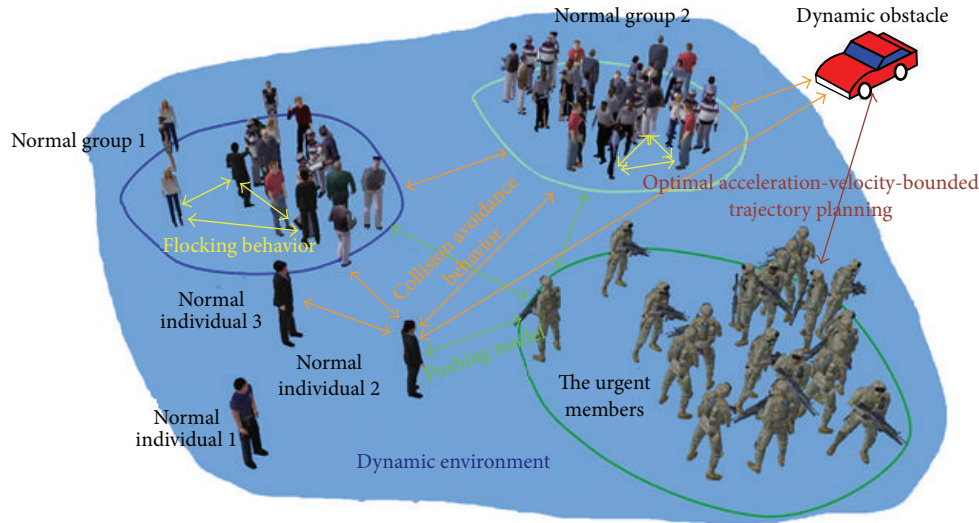 Normal group 2
Dynamic obstacle
Normal group 1
Optimal acceleration-velocity-bounded
trajectory planning
Flocking behavior
Collision avoidance
behavior
Normal
individual 3
Normal
individual 2
Pushing model
The urgent
members
Normal
individual 1
Dynamic environment